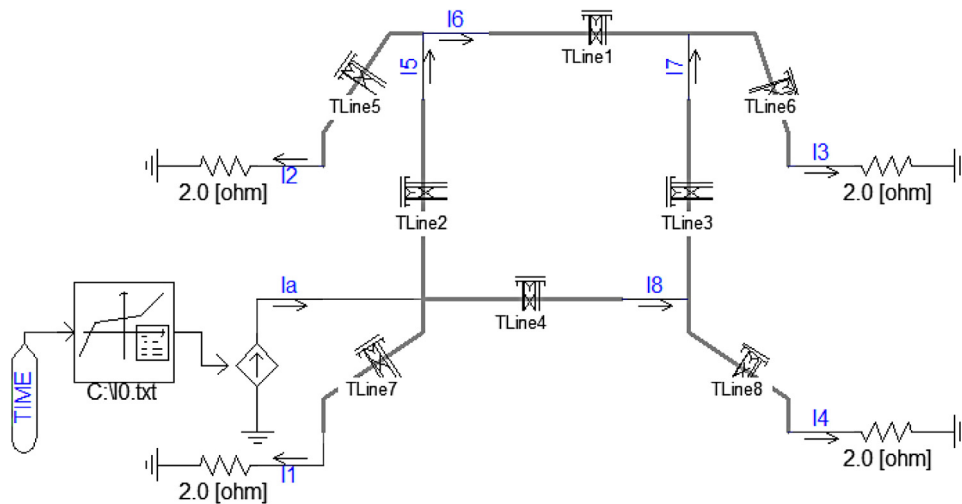 I6
TLine1
I5
I7
TLine5
TLine6
I2
2.0 [ohm]
I3
2.0 [ohm]
TLine2
TLine3
Ia
I8
TLine4
TIME
C:\I0.txt
TLine7
TLine8
I4
2.0 [ohm]
I1
2.0 [ohm]